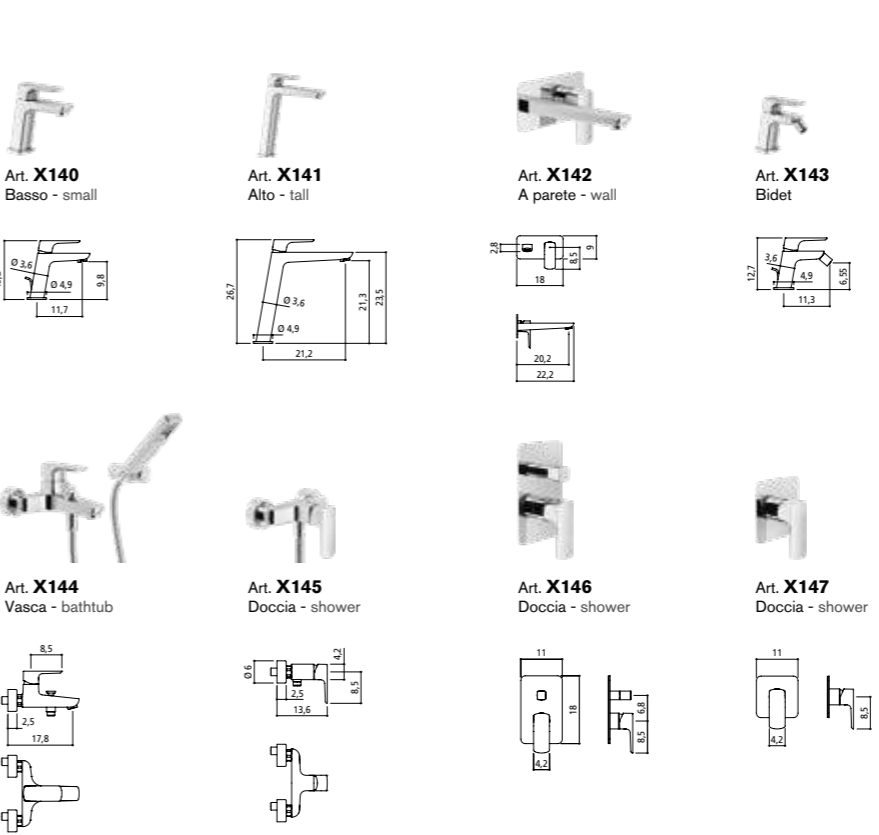 Art. X140
Basso - small
Art. X141
Alto - tall
Art. X142
A parete - wall
Art. X143
Bidet
Ø 3,6
Ø 4,9
9,8
11,7
26,7
Ø 3,6
Ø 4,9
21,3
23,5
21,2
2,8
8,5
9
18
20,2
22,2
12,7
3,6
4,9
6,55
11,3
Art. X144
Vasca - bathtub
Art. X145
Doccia - shower
Art. X146
Doccia - shower
Art. X147
Doccia - shower
8,5
2,5
17,8
Ø 6
4,2
8,5
2,5
13,6
11
18
4,2
6,8
8,5
11
4,2
8,5